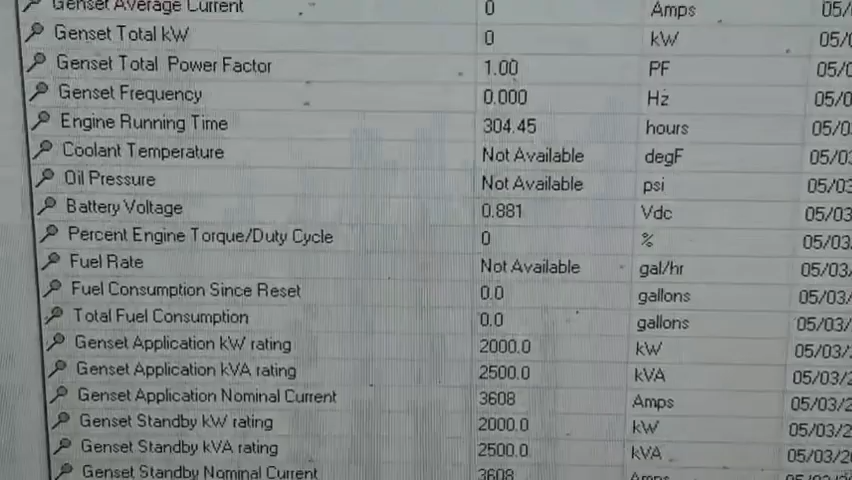 Genset Average Current 0 Amps 05/
Genset Total kW 0 kW 05/0
Genset Total Power Factor 1.00 PF 05/0
Genset Frequency 0.000 Hz 05/0
Engine Running Time 304.45 hours 05/0
Coolant Temperature Not Available degF 05/03
Oil Pressure Not Available psi 05/03
Battery Voltage 0.881 Vdc 05/03
Percent Engine Torque/Duty Cycle 0 % 05/03
Fuel Rate Not Available gal/hr 05/03
Fuel Consumption Since Reset 0.0 gallons 05/03/
Total Fuel Consumption 0.0 gallons 05/03/
Genset Application kW rating 2000.0 kW 05/03/
Genset Application kVA rating 2500.0 kVA 05/03/2
Genset Application Nominal Current 3608 Amps 05/03/2
Genset Standby kW rating 2000.0 kW 05/03/2
Genset Standby kVA rating 2500.0 kVA 05/03/2
Genset Standby Nominal Current 3608 Amps